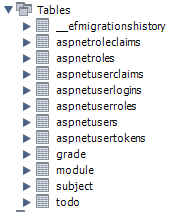 Tables
__efmigrationshistory
aspnetroleclaims
aspnetroles
aspnetuserclaims
aspnetuserlogins
aspnetuserroles
aspnetusers
aspnetusertokens
grade
module
subject
todo